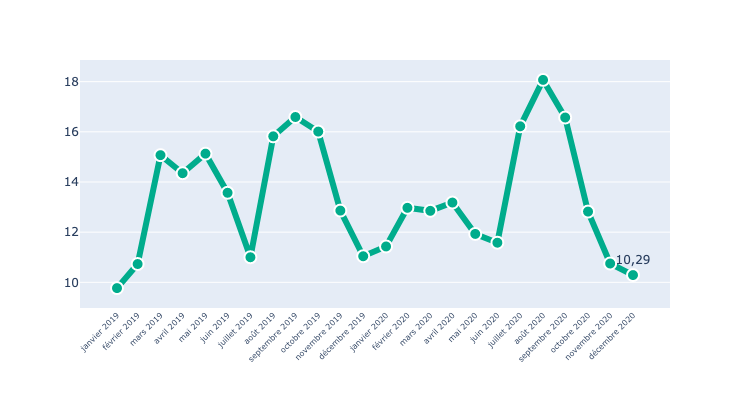 18
16
14
12
10
10,29
janvier 2019
février 2019
mars 2019
avril 2019
mai 2019
juin 2019
juillet 2019
août 2019
septembre 2019
octobre 2019
novembre 2019
décembre 2019
janvier 2020
février 2020
mars 2020
avril 2020
mai 2020
juin 2020
juillet 2020
août 2020
septembre 2020
octobre 2020
novembre 2020
décembre 2020